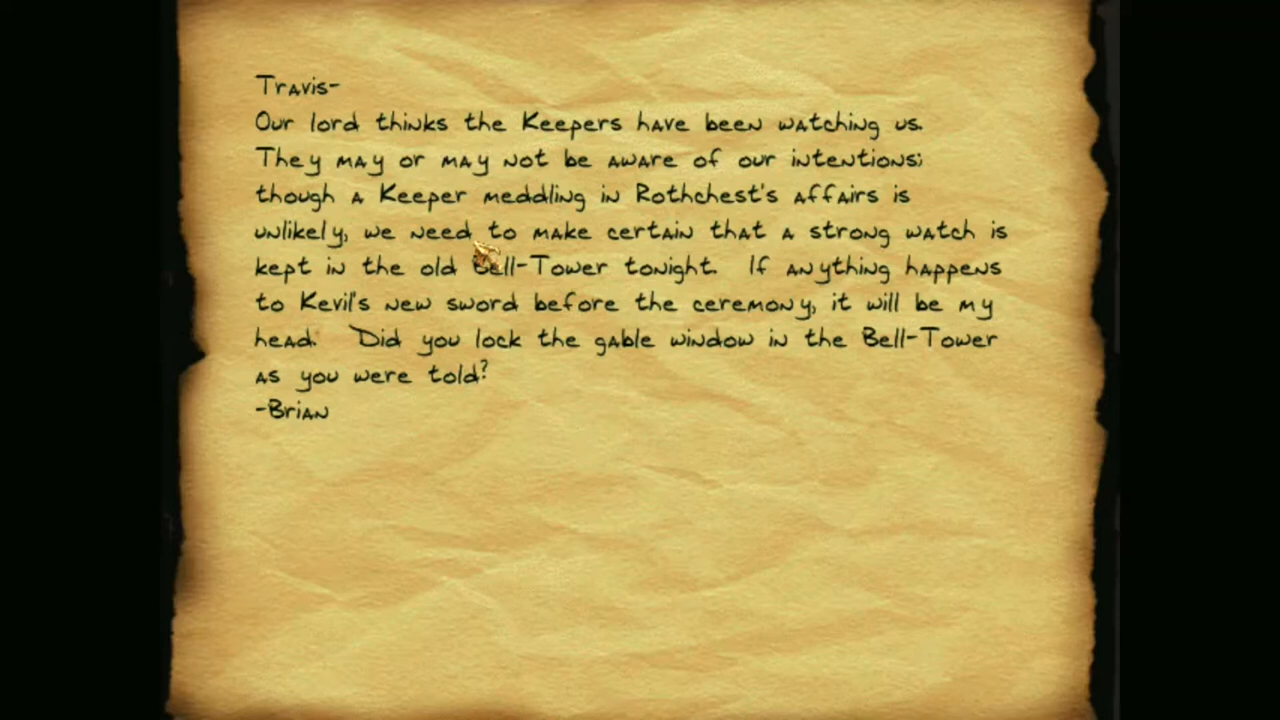 Travis-
Our lord thinks the Keepers have been watching us.
They may or may not be aware of our intentions;
though a Keeper meddling in Rothchest's affairs is
unlikely, we need to make certain that a strong watch is
kept in the old Bell-Tower tonight. If anything happens
to Kevil's new sword before the ceremony, it will be my
head. Did you lock the gable window in the Bell-Tower
as you were told?
-Brian